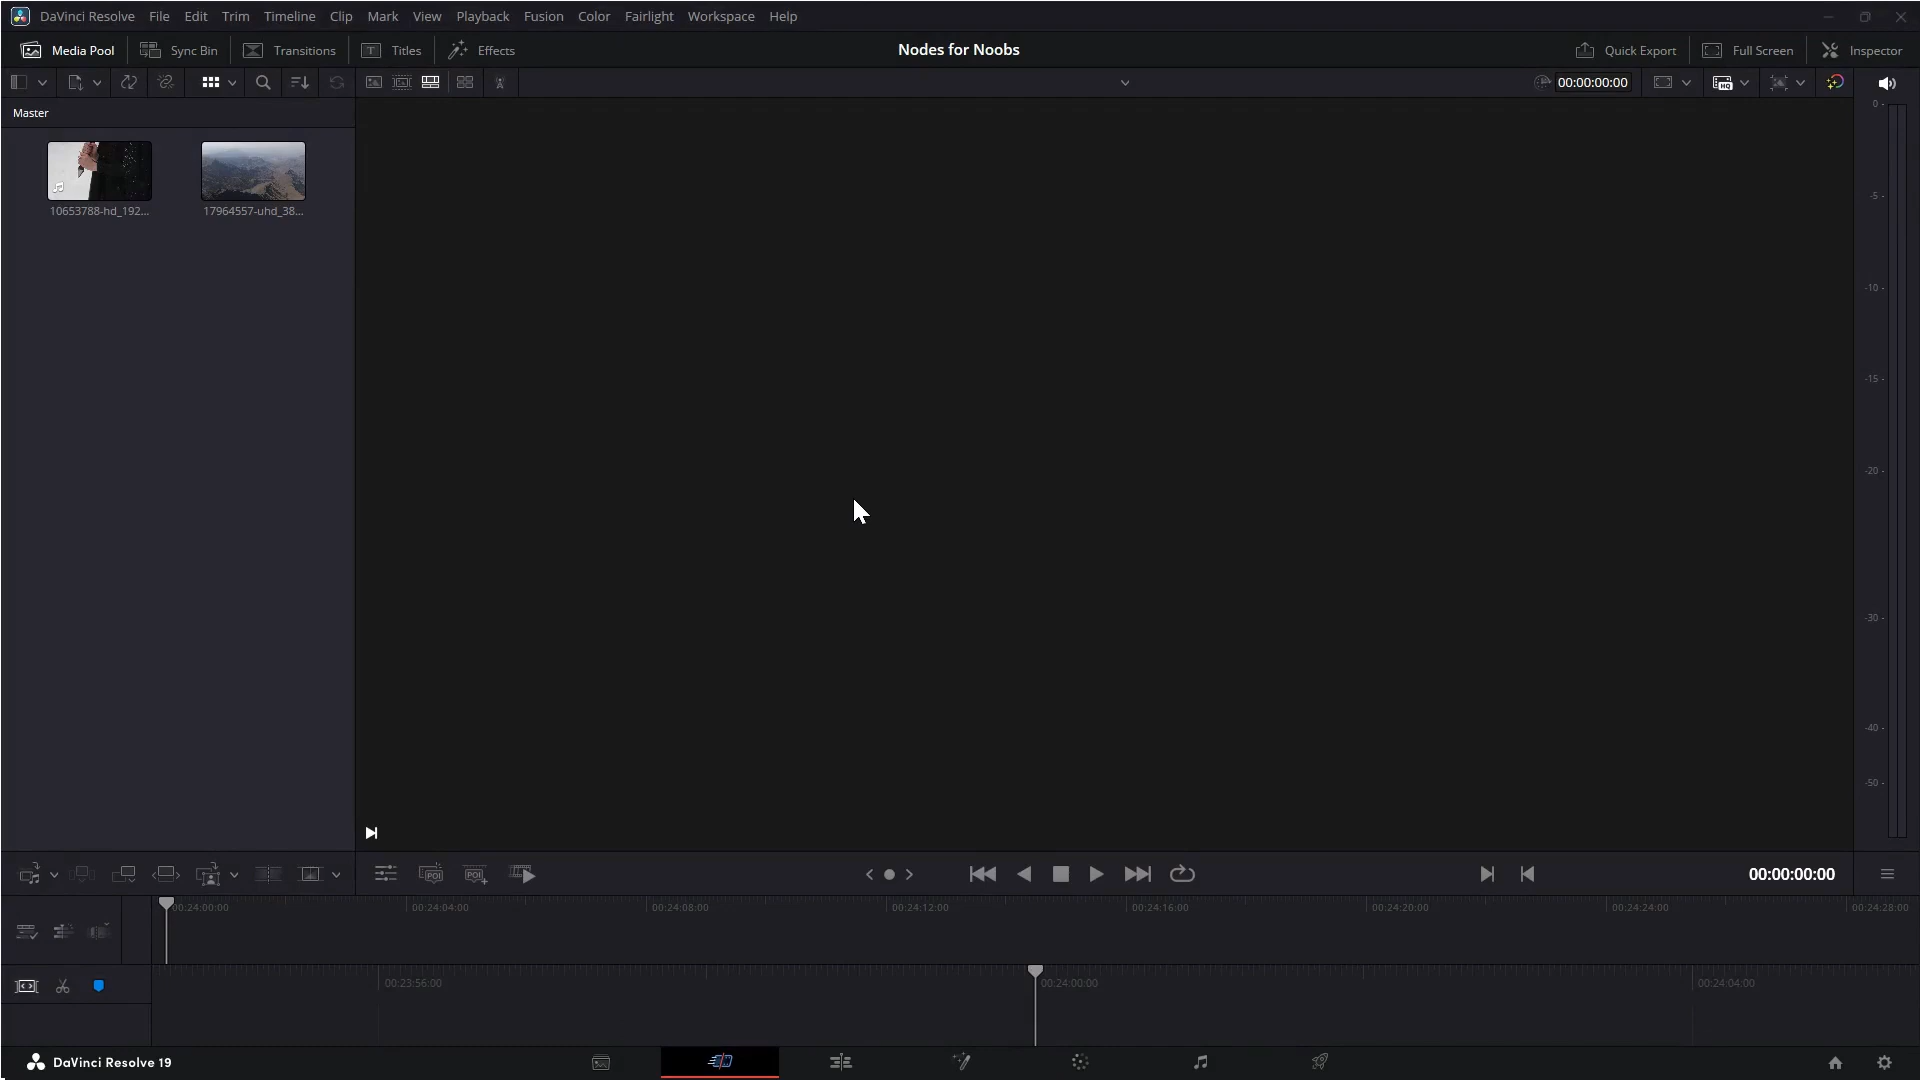 DaVinci Resolve File Edit Trim Timeline Clip Mark View Playback Fusion Color Fairlight Workspace Help
Media Pool Sync Bin Transitions Titles Effects Nodes for Noobs Quick Export Full Screen Inspector
00:00:00:00
Master
10653788-hd_192... 17964557-uhd_38...
0
-5
-10
-15
-20
-30
-40
-50
POI POI 00:00:00:00
00:24:00:00 00:24:04:00 00:24:08:00 00:24:12:00 00:24:16:00 00:24:20:00 00:24:24:00 00:24:28:00
00:23:56:00 00:24:00:00 00:24:04:00
DaVinci Resolve 19